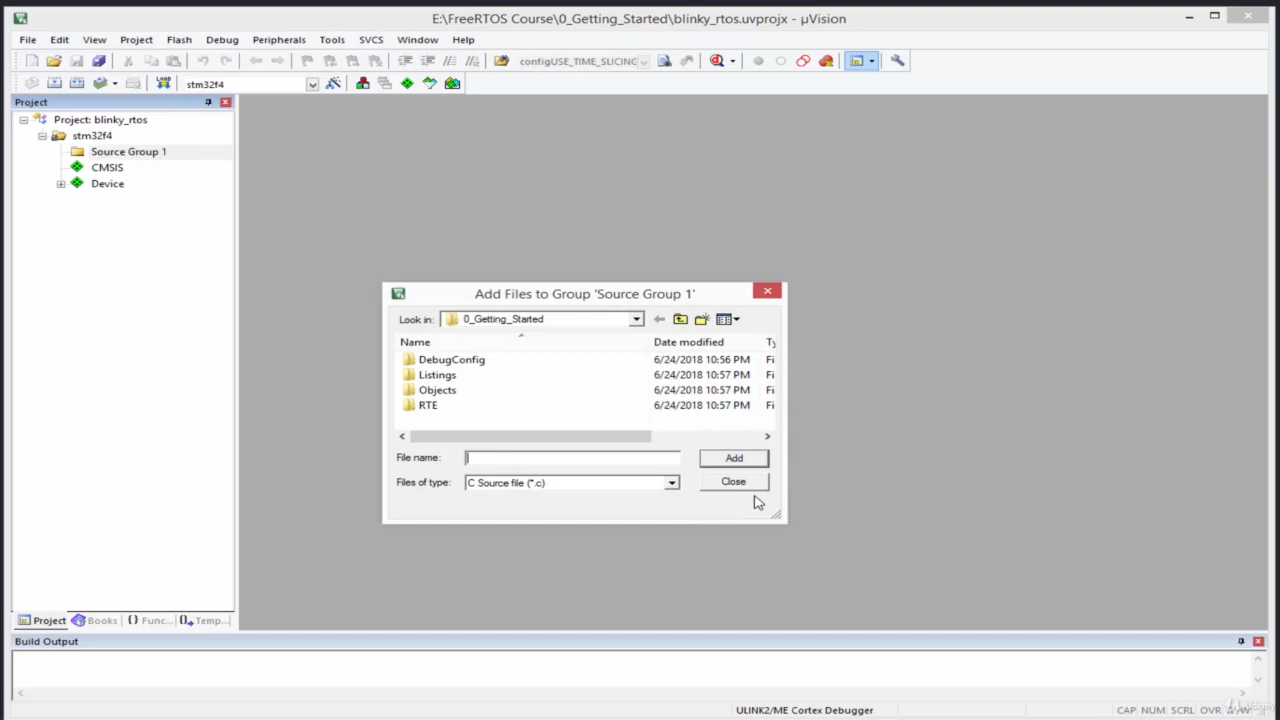 E:\FreeRTOS Course\0_Getting_Started\blinky_rtos.uvprojx - µVision
File Edit View Project Flash Debug Peripherals Tools SVCS Window Help
configUSE_TIME_SLICING
LOAD stm32f4
Project
Project: blinky_rtos
stm32f4
Source Group 1
CMSIS
Device
Add Files to Group 'Source Group 1'
Look in: 0_Getting_Started
Name Date modified Ty
DebugConfig 6/24/2018 10:56 PM Fi
Listings 6/24/2018 10:57 PM Fi
Objects 6/24/2018 10:57 PM Fi
RTE 6/24/2018 10:57 PM Fi
File name: Add
Files of type: C Source file (*.c) Close
Project Books {} Func... Temp...
Build Output
ULINK2/ME Cortex Debugger CAP NUM SCRL OVR R/W